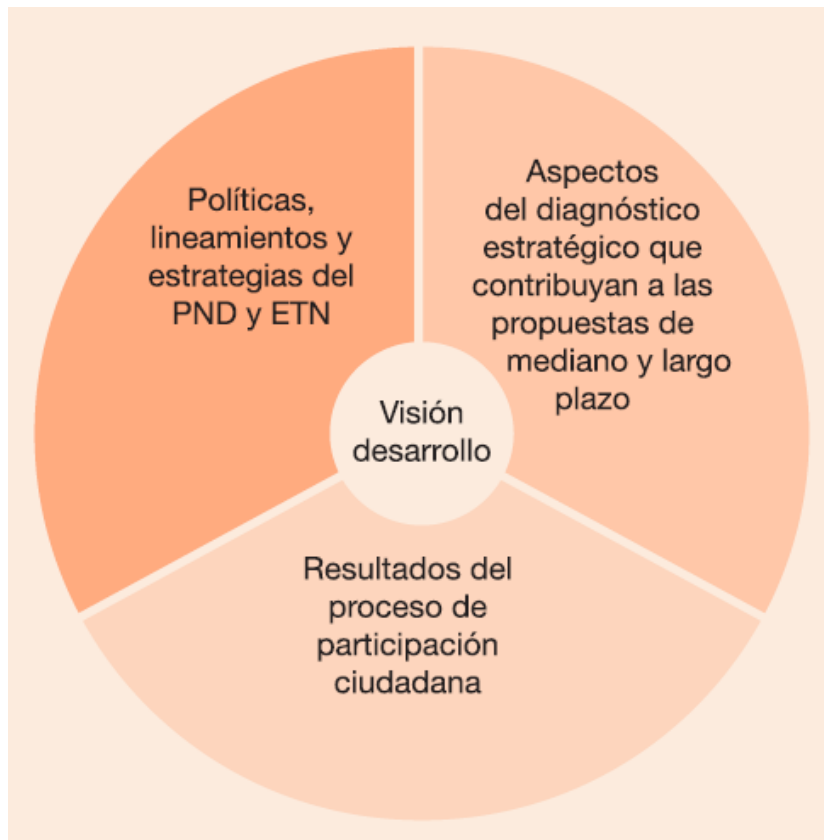 Políticas,
lineamientos y
estrategias del
PND y ETN
Aspectos
del diagnóstico
estratégico que
contribuyan a las
propuestas de
mediano y largo
plazo
Visión
desarrollo
Resultados del
proceso de
participación
ciudadana